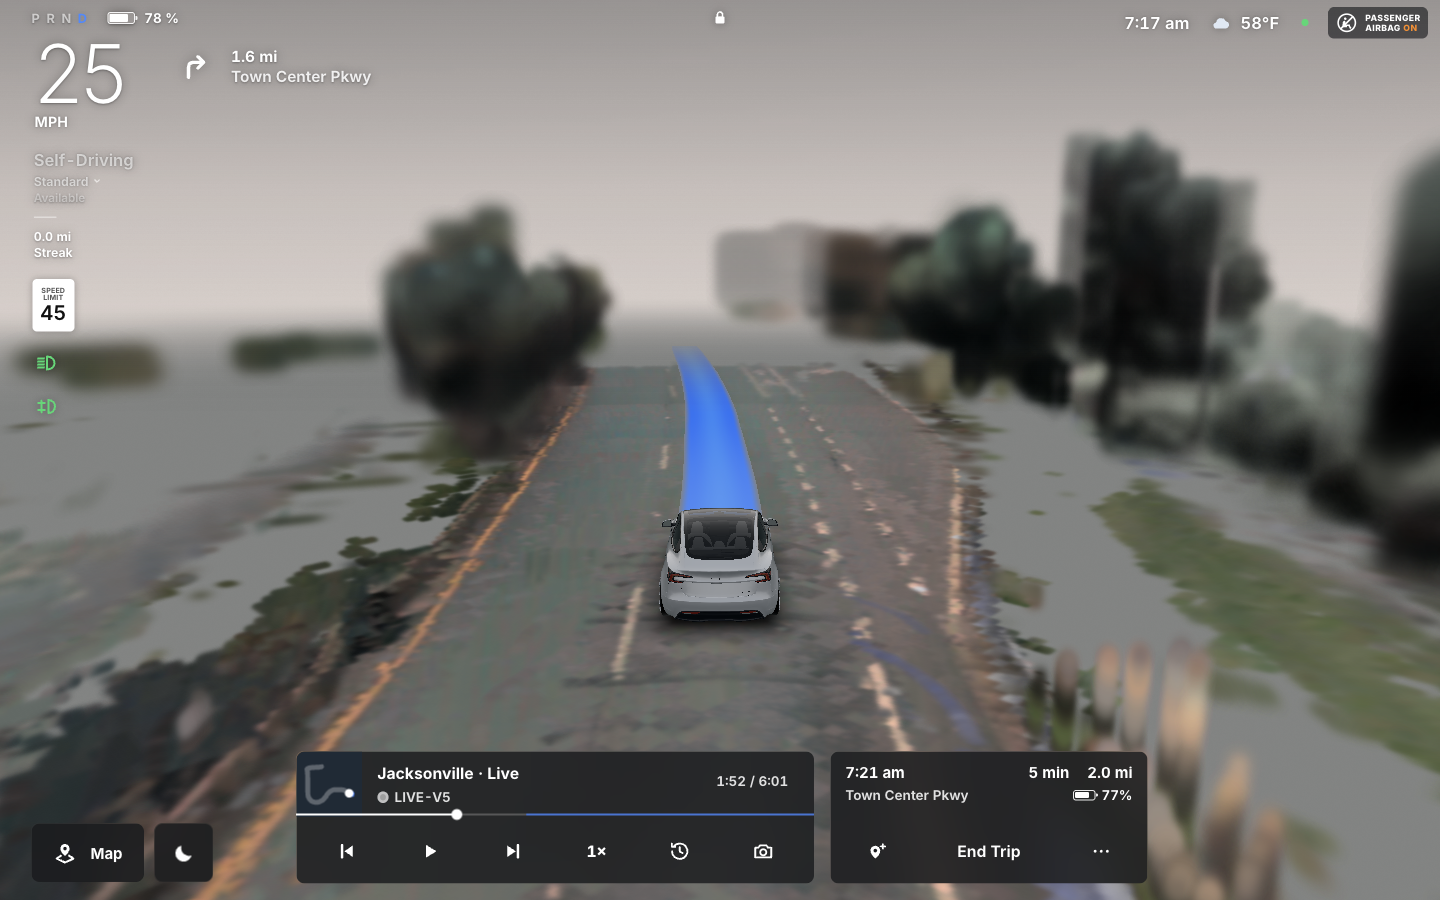 P R N D
78 %
7:17 am
58°F
PASSENGER
AIRBAG ON
25
MPH
1.6 mi
Town Center Pkwy
Self-Driving
Standard
Available
0.0 mi
Streak
SPEED
LIMIT
45
Jacksonville · Live
LIVE-V5
1:52 / 6:01
1×
7:21 am
5 min
2.0 mi
Town Center Pkwy
77%
End Trip
Map